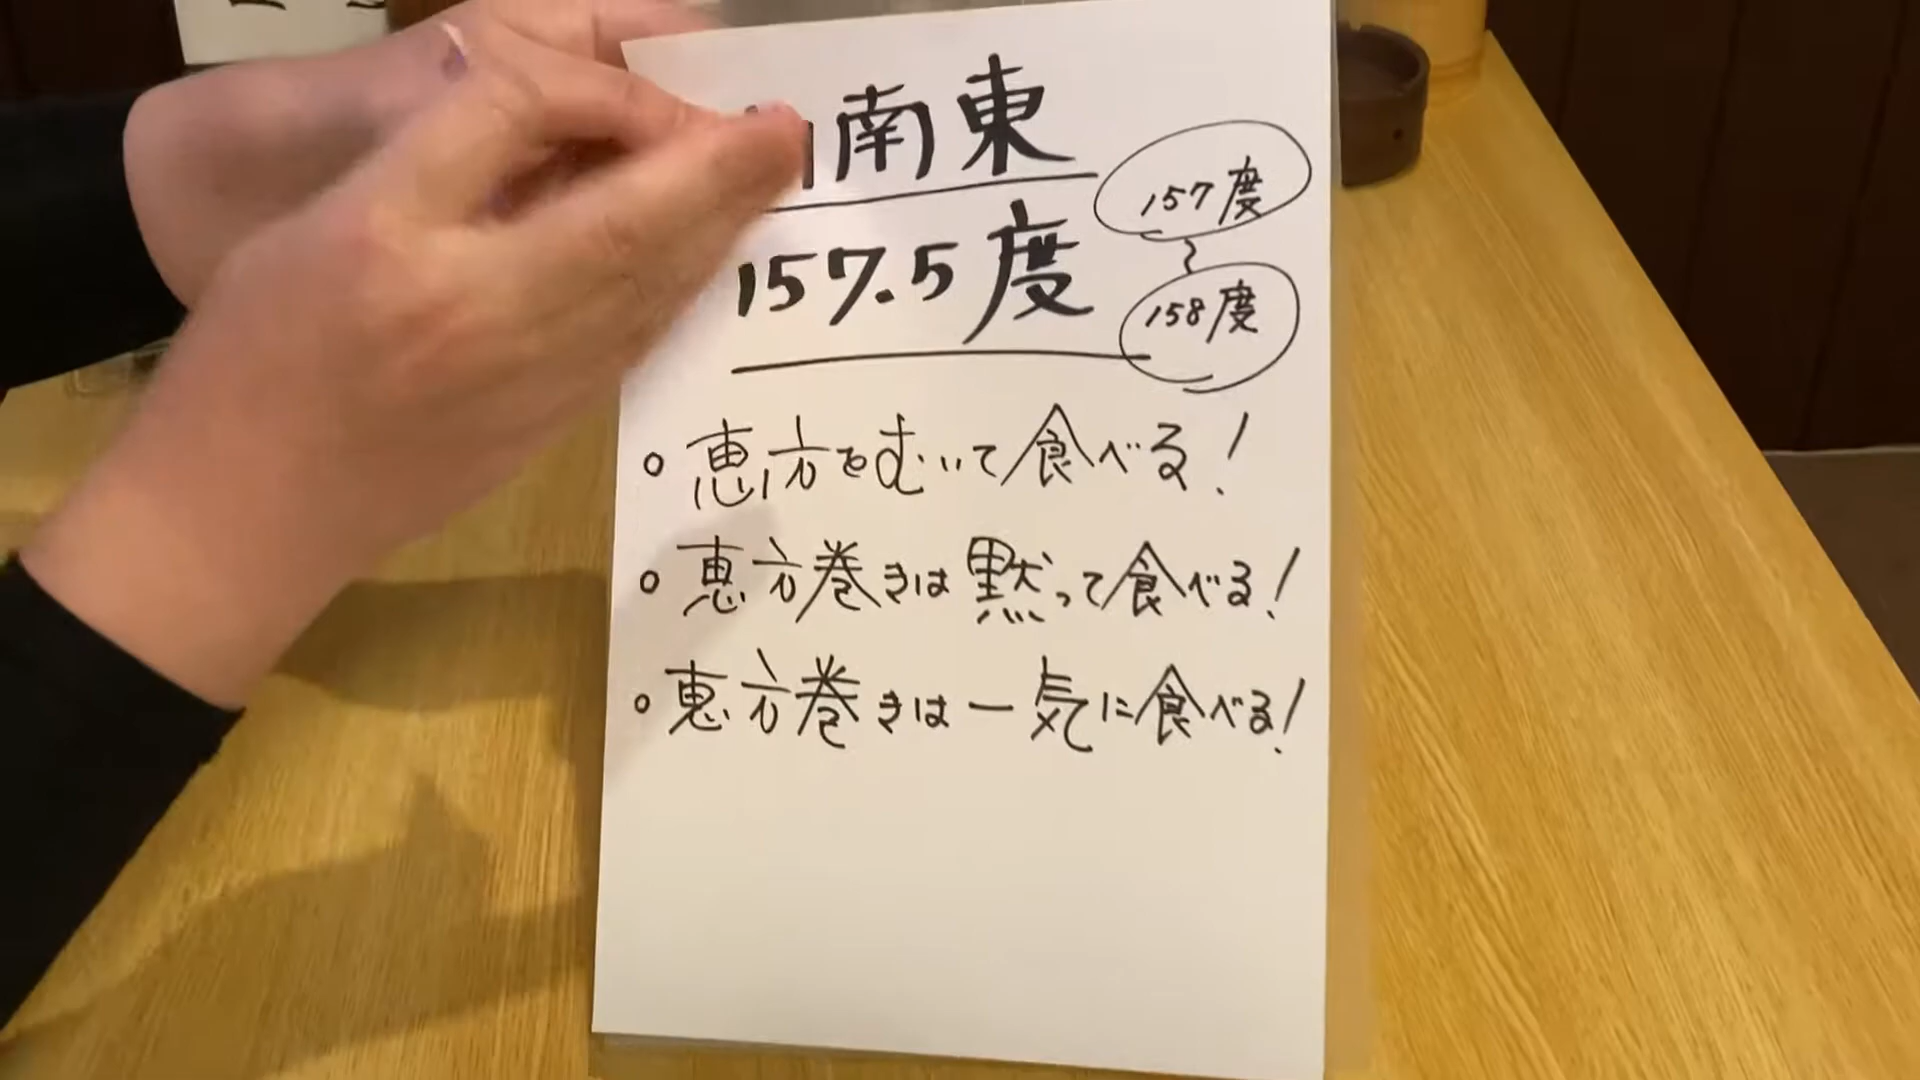 南東
157.5度
157度
〜
158度
○恵方をむいて食べる!
○恵方巻きは黙って食べる!
○恵方巻きは一気に食べる!